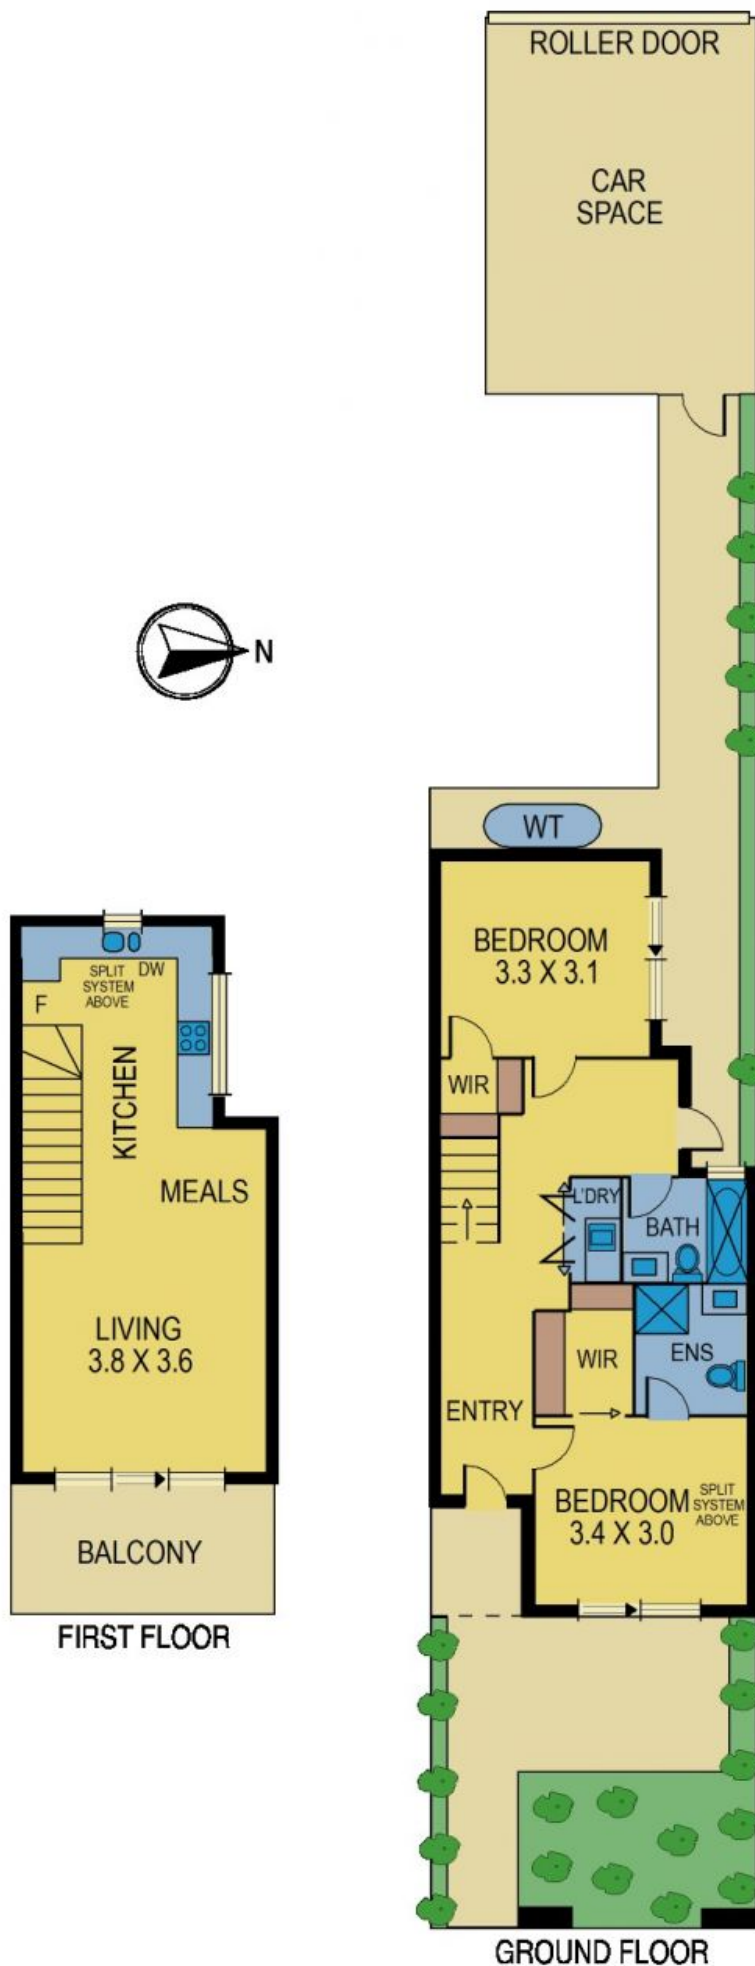 ROLLER DOOR
CAR
SPACE
N
WT
BEDROOM
3.3 X 3.1
WIR
L'DRY
BATH
WIR
ENS
ENTRY
BEDROOM
3.4 X 3.0
SPLIT
SYSTEM
ABOVE
GROUND FLOOR
SPLIT
SYSTEM
ABOVE
DW
F
KITCHEN
MEALS
LIVING
3.8 X 3.6
BALCONY
FIRST FLOOR